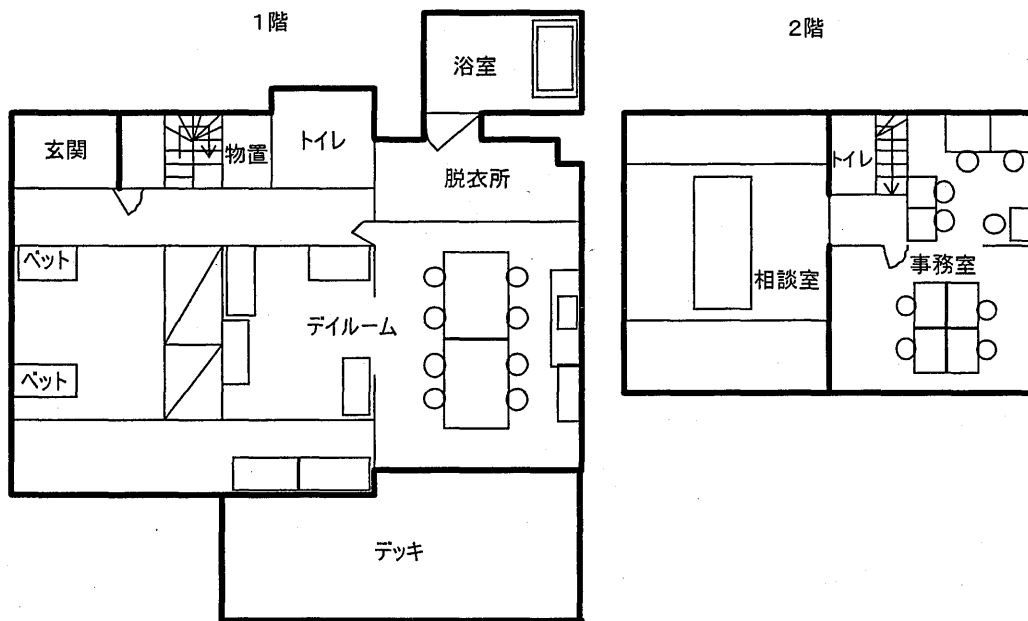 1階
2階
浴室
玄関
物置
トイレ
脱衣所
トイレ
ベット
デイルーム
相談室
事務室
ベット
デッキ